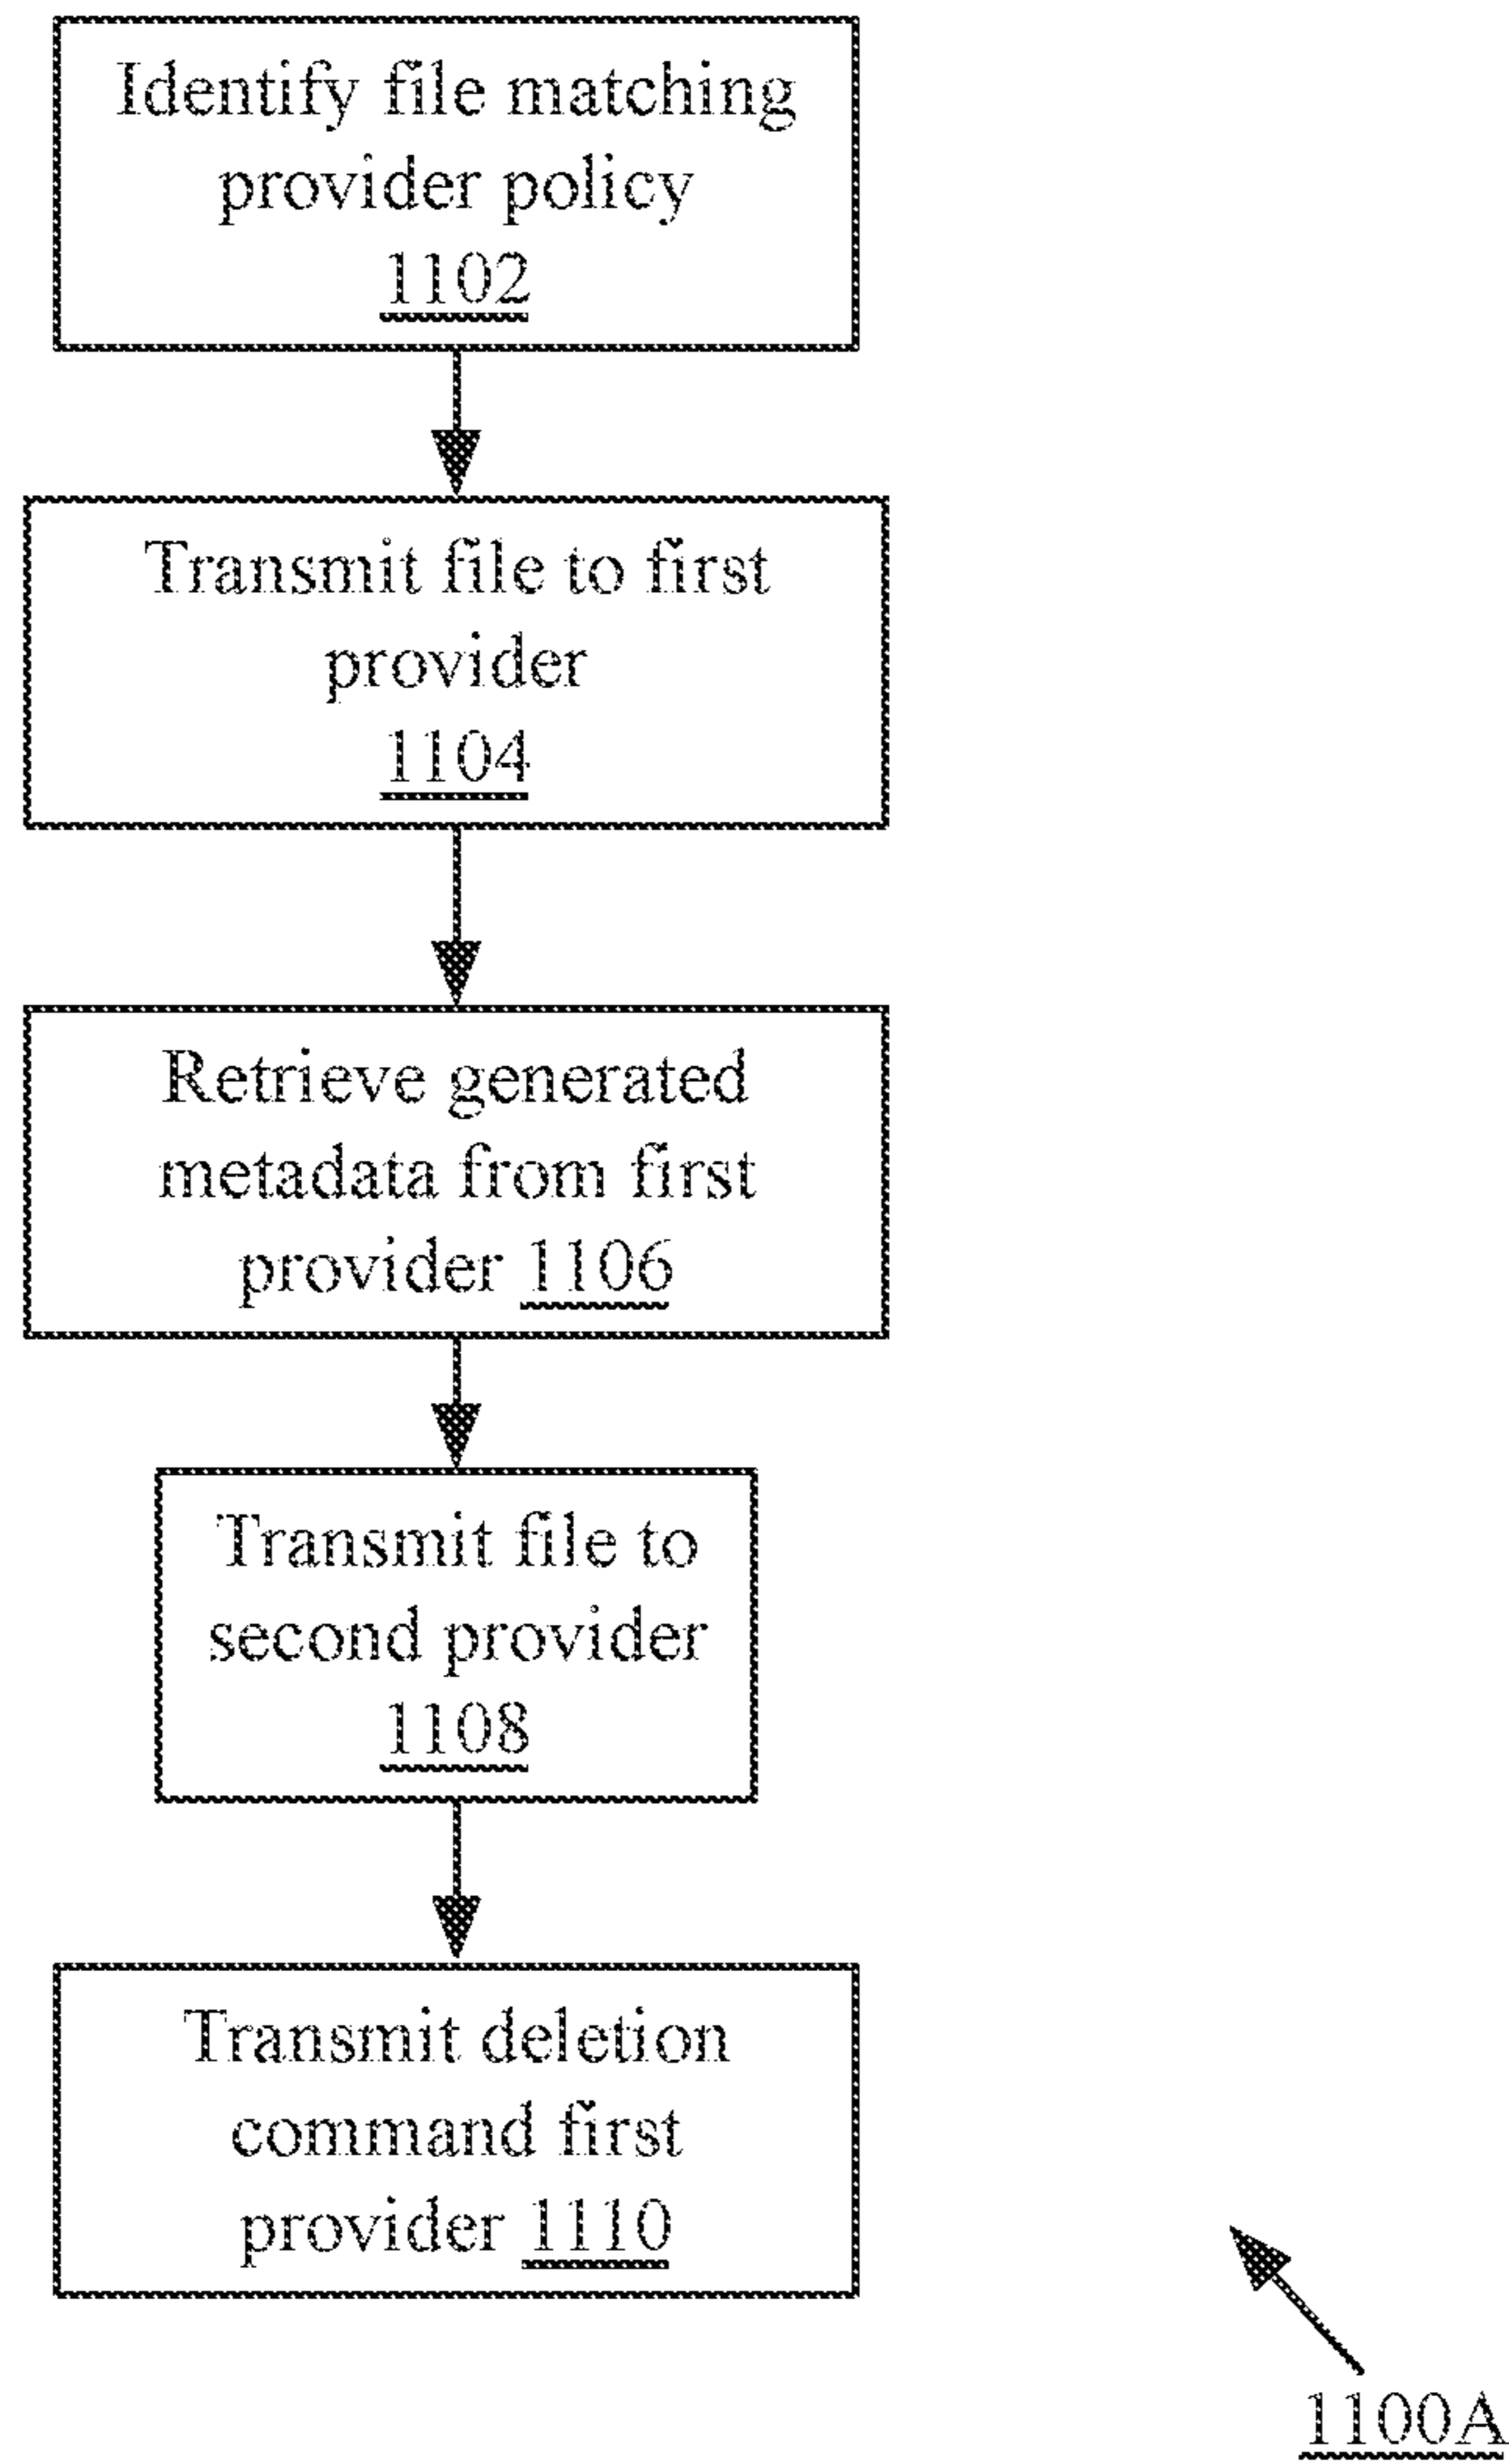 Identify file matching
provider policy
1102
Transmit file to first
provider
1104
Retrieve generated
metadata from first
provider 1106
Transmit file to
second provider
1108
Transmit deletion
command first
provider 1110
1100A